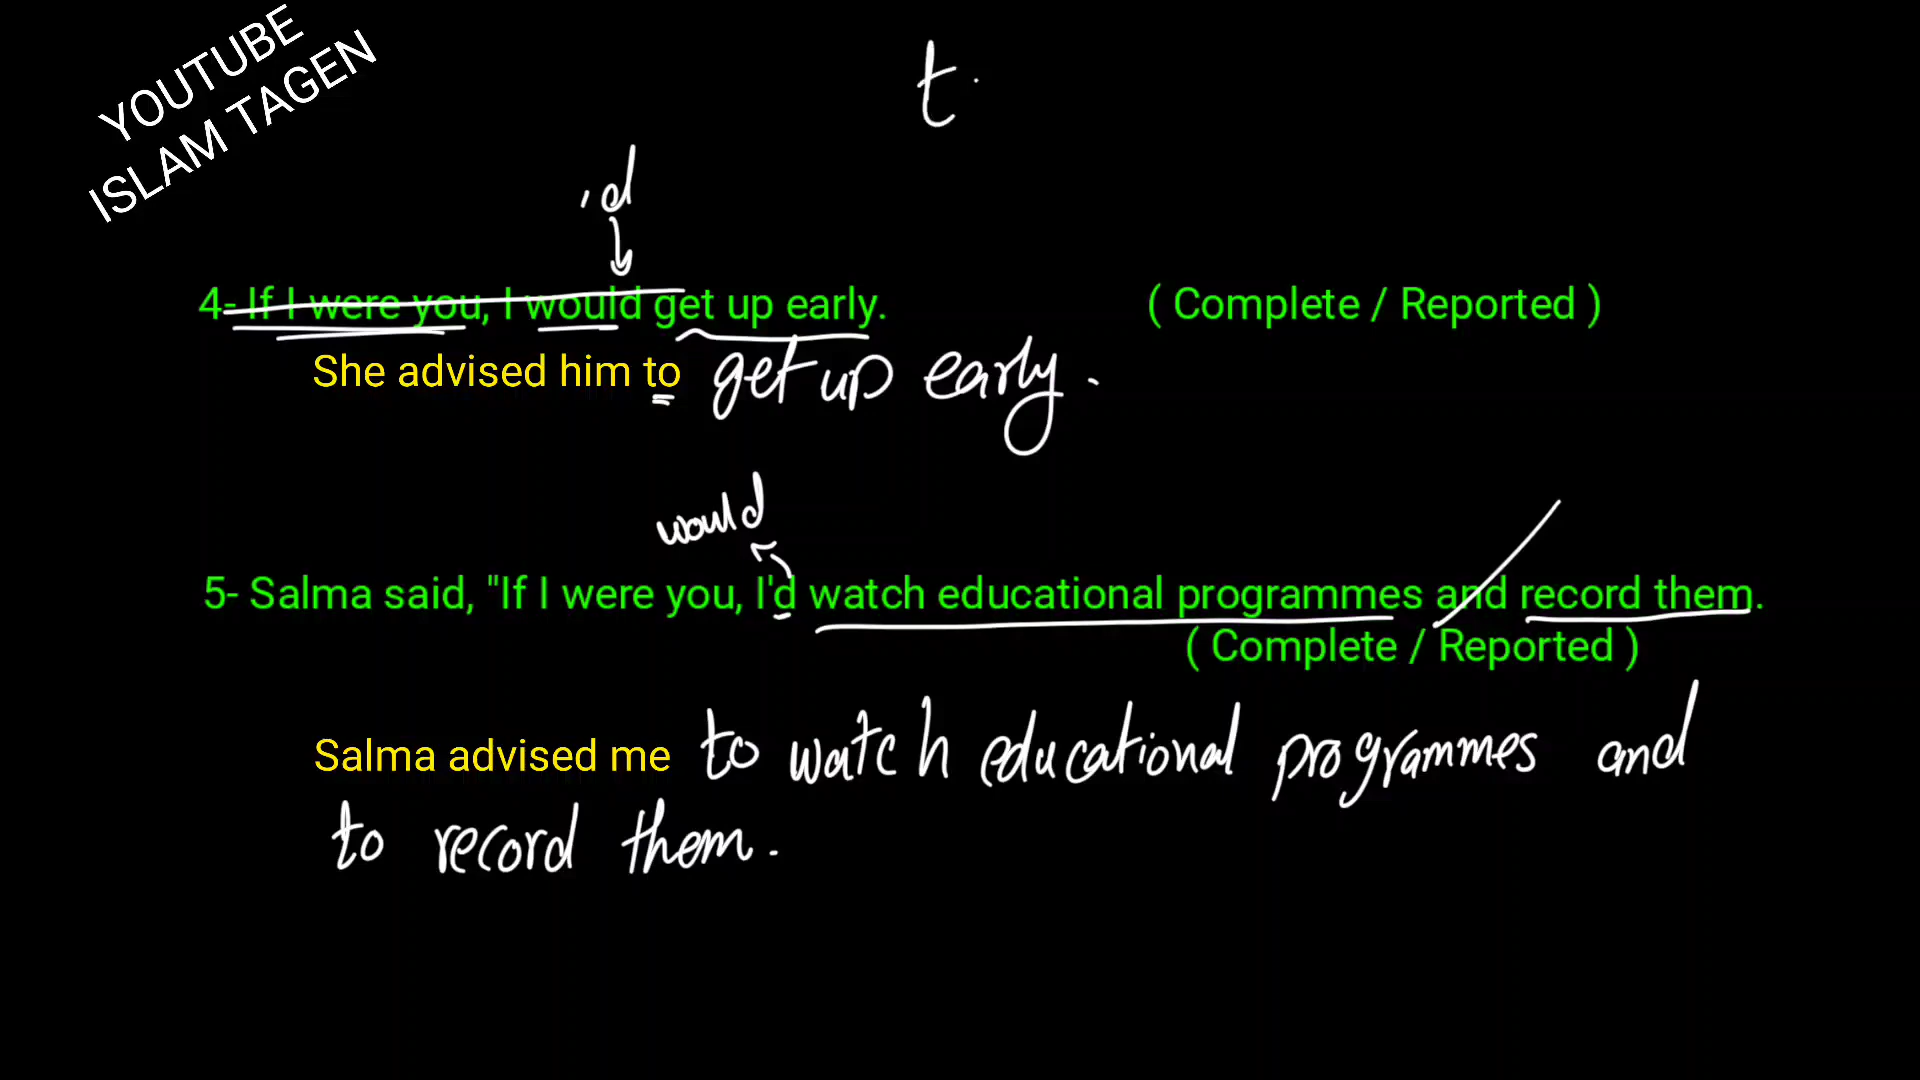 YOUTUBE
ISLAM TAGEN
t.
'd
4- If I were you, I would get up early. ( Complete / Reported )
She advised him to get up early.
would
5- Salma said, "If I were you, I'd watch educational programmes and record them.
( Complete / Reported )
Salma advised me to watch educational programmes and
to record them.